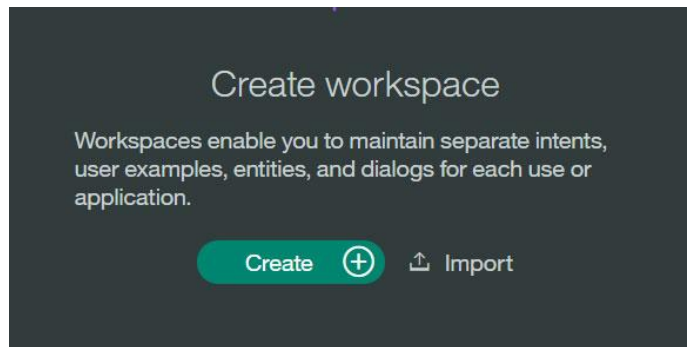 Create workspace
Workspaces enable you to maintain separate intents,
user examples, entities, and dialogs for each use or
application.
Create
Import